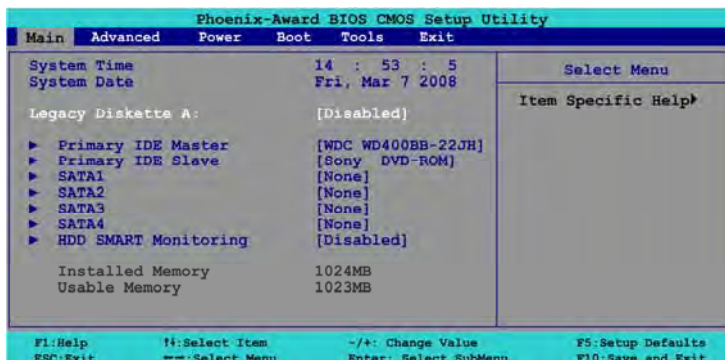 Phoenix-Award BIOS CMOS Setup Utility
Main Advanced Power Boot Tools Exit
System Time 14 : 53 : 5
System Date Fri, Mar 7 2008
Legacy Diskette A: [Disabled]
► Primary IDE Master [WDC WD400BB-22JH]
► Primary IDE Slave [Sony DVD-ROM]
► SATA1 [None]
► SATA2 [None]
► SATA3 [None]
► SATA4 [None]
► HDD SMART Monitoring [Disabled]
Installed Memory 1024MB
Usable Memory 1023MB
Select Menu
Item Specific Help►
F1:Help ↑↓:Select Item -/+: Change Value F5:Setup Defaults
ESC:Exit ←→:Select Menu Enter: Select SubMenu F10:Save and Exit